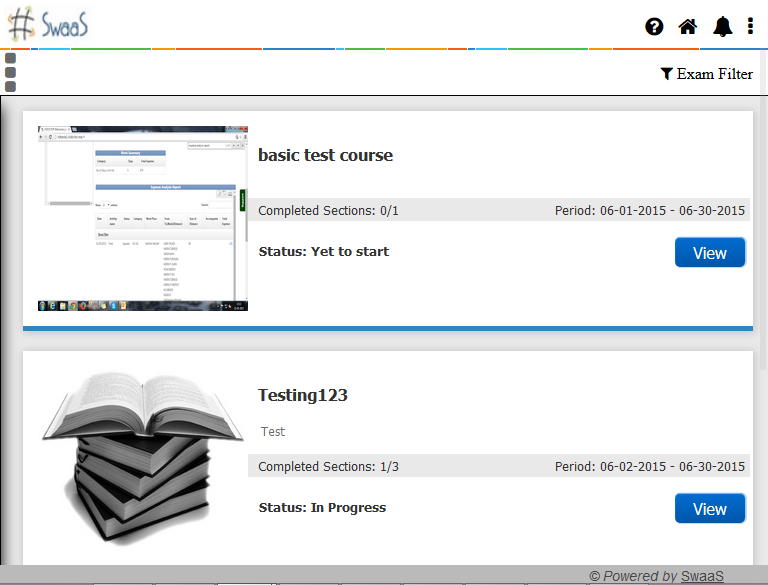 SwaaS
Exam Filter
basic test course
Completed Sections: 0/1
Period: 06-01-2015 - 06-30-2015
Status: Yet to start
View
Testing123
Test
Completed Sections: 1/3
Period: 06-02-2015 - 06-30-2015
Status: In Progress
View
© Powered by SwaaS